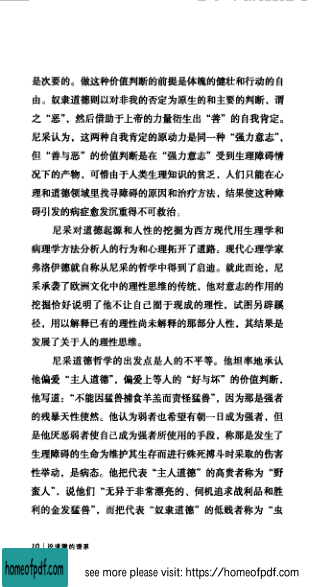 是次要的。做这种价值判断的前提是体魄的健壮和行动的自
由。奴隶道德则以对非我的否定为原生的和主要的判断，谓
之“恶”，然后借助于上帝的力量衍生出“善”的自我肯定。
尼采认为，这两种自我肯定的原动力是同一种“强力意志”，
但“善与恶”的价值判断是在“强力意志”受到生理障碍情
况下的产物，可惜由于人类生理知识的贫乏，人们只能在心
理和道德领域里找寻障碍的原因和治疗方法，结果使这种障
碍引发的病症愈发沉重得不可救治。
尼采对道德起源和人性的挖掘为西方现代用生理学和
病理学方法分析人的行为和心理拓开了道路。现代心理学家
弗洛伊德就自称从尼采的哲学中得到了启迪。就此而论，尼
采承袭了欧洲文化中的理性思维的传统，他对意志的作用的
挖掘恰好说明了他不让自己囿于现成的理性，试图另辟蹊
径，用以解释已有的理性尚未解释的那部分人性，其结果是
发展了关于人的理性思维。
尼采道德哲学的出发点是人的不平等。他坦率地承认
他偏爱“主人道德”，偏爱上等人的“好与坏”的价值判断，
他写道：“不能因猛兽捕食羊羔而责怪猛兽”，因为那是强者
的残暴天性使然。他认为弱者也希望有朝一日成为强者，但
是他厌恶弱者使自己成为强者所使用的手段，称那是发生了
生理障碍的生命为维护其生存而进行殊死搏斗时采取的伤害
性举动，是病态。他把代表“主人道德”的高贵者称为“野
蛮人”，说他们“无异于非常漂亮的、伺机追求战利品和胜
利的金发猛兽”，而把代表“奴隶道德”的低贱者称为“虫
10 | 论道德的谱系
homeofpdf.com
see more please visit: https://homeofpdf.com